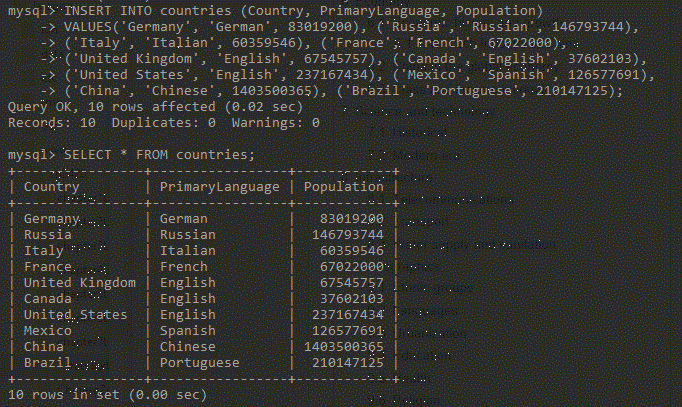 mysql> INSERT INTO countries (Country, PrimaryLanguage, Population)
    -> VALUES('Germany', 'German', 83019200), ('Russia', 'Russian', 146793744),
    -> ('Italy', 'Italian', 60359546), ('France', 'French', 67022000),
    -> ('United Kingdom', 'English', 67545757), ('Canada', 'English', 37602103),
    -> ('United States', 'English', 237167434), ('Mexico', 'Spanish', 126577691),
    -> ('China', 'Chinese', 1403500365), ('Brazil', 'Portuguese', 210147125);
Query OK, 10 rows affected (0.02 sec)
Records: 10  Duplicates: 0  Warnings: 0

mysql> SELECT * FROM countries;
+----------------+-----------------+------------+
| Country        | PrimaryLanguage | Population |
+----------------+-----------------+------------+
| Germany        | German          |   83019200 |
| Russia         | Russian         |  146793744 |
| Italy          | Italian         |   60359546 |
| France         | French          |   67022000 |
| United Kingdom | English         |   67545757 |
| Canada         | English         |   37602103 |
| United States  | English         |  237167434 |
| Mexico         | Spanish         |  126577691 |
| China          | Chinese         | 1403500365 |
| Brazil         | Portuguese      |  210147125 |
+----------------+-----------------+------------+
10 rows in set (0.00 sec)